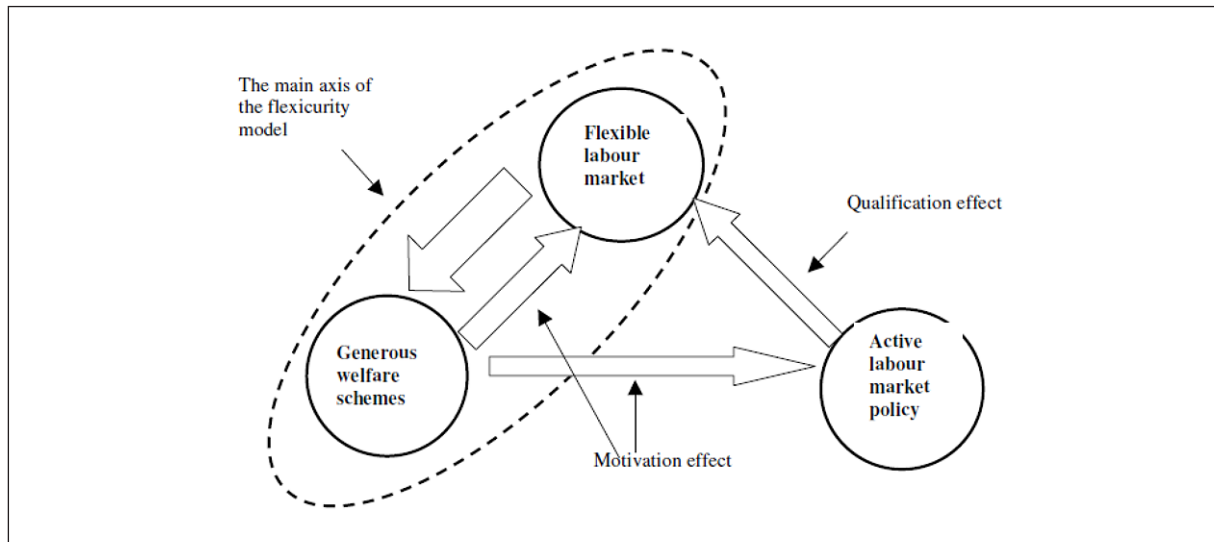 The main axis of
the flexicurity
model
Flexible
labour
market
Qualification effect
Generous
welfare
schemes
Active
labour
market
policy
Motivation effect